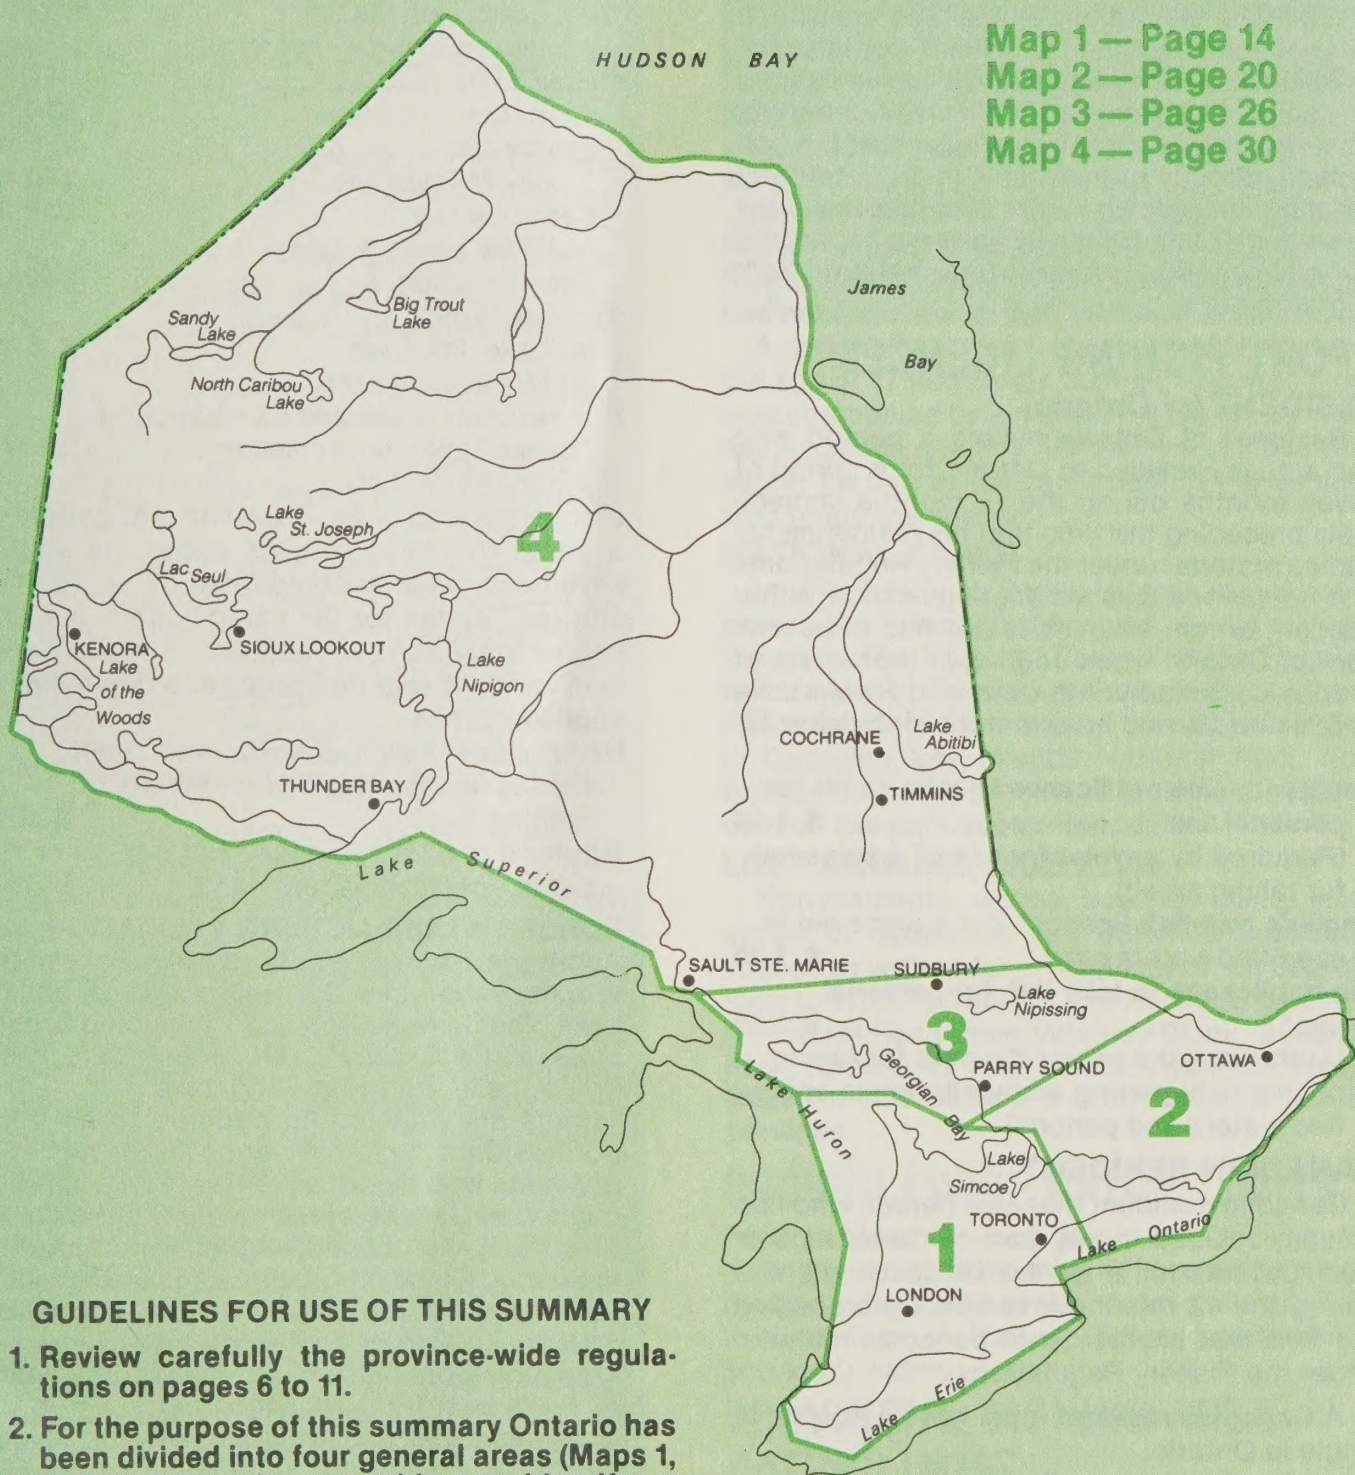 HUDSON BAY
Map 1 — Page 14
Map 2 — Page 20
Map 3 — Page 26
Map 4 — Page 30
James
Bay
Sandy
Lake
Big Trout
Lake
North Caribou
Lake
Lake
St. Joseph
4
Lac Seul
KENORA
SIOUX LOOKOUT
Lake
of the
Woods
Lake
Nipigon
COCHRANE
Lake
Abitibi
THUNDER BAY
TIMMINS
Lake Superior
SAULT STE. MARIE
SUDBURY
Lake
Nipissing
3
Georgian Bay
PARRY SOUND
OTTAWA
2
Lake Huron
Lake
Simcoe
TORONTO
1
Lake Ontario
LONDON
Lake Erie
GUIDELINES FOR USE OF THIS SUMMARY
1. Review carefully the province-wide regula-
tions on pages 6 to 11.
2. For the purpose of this summary Ontario has
been divided into four general areas (Maps 1,